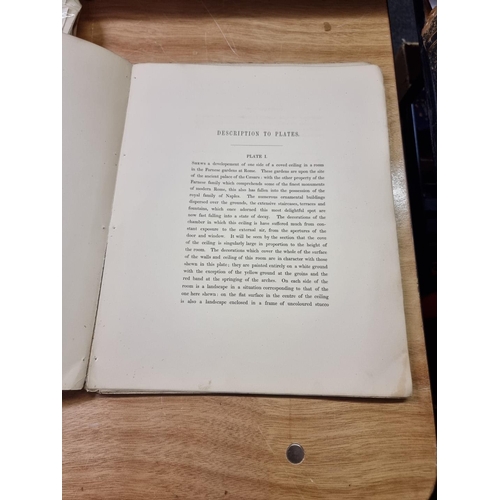 DESCRIPTION TO PLATES.
PLATE I
Shews a developement of one side of a coved ceiling in a room
in the Farnese gardens at Rome. These gardens are upon the site
of the ancient palace of the Cæsars; with the other property of the
Farnese family which comprehends some of the finest monuments
of modern Rome, this also has fallen into the possession of the
royal family of Naples. The numerous ornamental buildings
dispersed over the grounds, the extensive staircases, terraces and
fountains, which once adorned this most delightful spot are
now fast falling into a state of decay. The decorations of the
chamber in which this ceiling is have suffered much from con-
stant exposure to the external air, from the apertures of the
door and window. It will be seen by the section that the cove
of the ceiling is singularly large in proportion to the height of
the room. The decorations which cover the whole of the surface
of the walls and ceiling of this room are in character with those
shewn in this plate; they are painted entirely on a white ground
with the exception of the yellow ground at the groins and the
red band at the springing of the arches. On each side of the
room is a landscape in a situation corresponding to that of the
one here shewn: on the flat surface in the centre of the ceiling
is also a landscape enclosed in a frame of uncoloured stucco